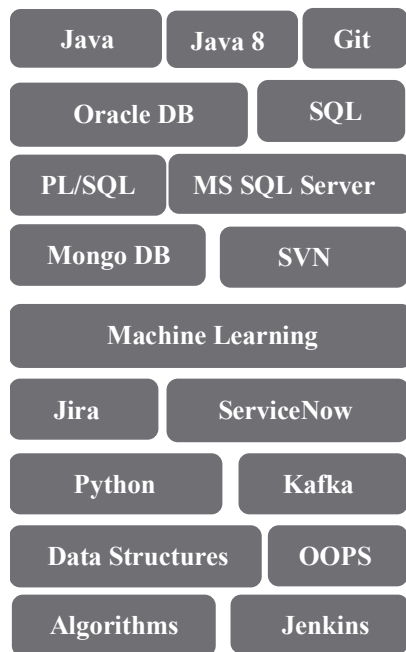 Java Java 8 Git
Oracle DB SQL
PL/SQL MS SQL Server
Mongo DB SVN
Machine Learning
Jira ServiceNow
Python Kafka
Data Structures OOPS
Algorithms Jenkins